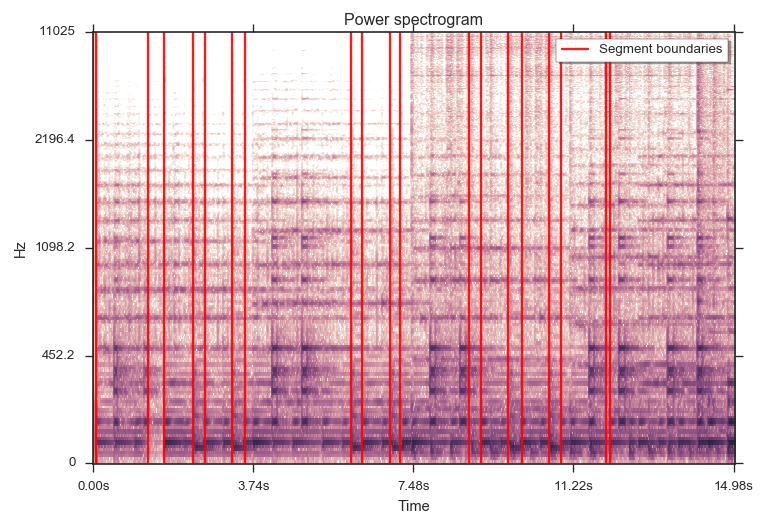 Power spectrogram
11025
Segment boundaries
2196.4
1098.2
Hz
452.2
0
0.00s 3.74s 7.48s 11.22s 14.98s
Time